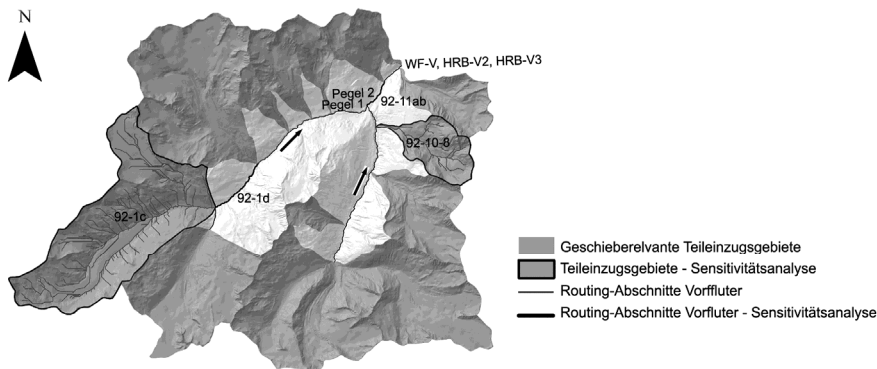 N
WF-V, HRB-V2, HRB-V3
Pegel 2
Pegel 1
92-11ab
92-10-8
92-1d
92-1c
Geschieberelvante Teileinzugsgebiete
Teileinzugsgebiete - Sensitivitätsanalyse
Routing-Abschnitte Vorffluter
Routing-Abschnitte Vorfluter - Sensitivitätsanalyse